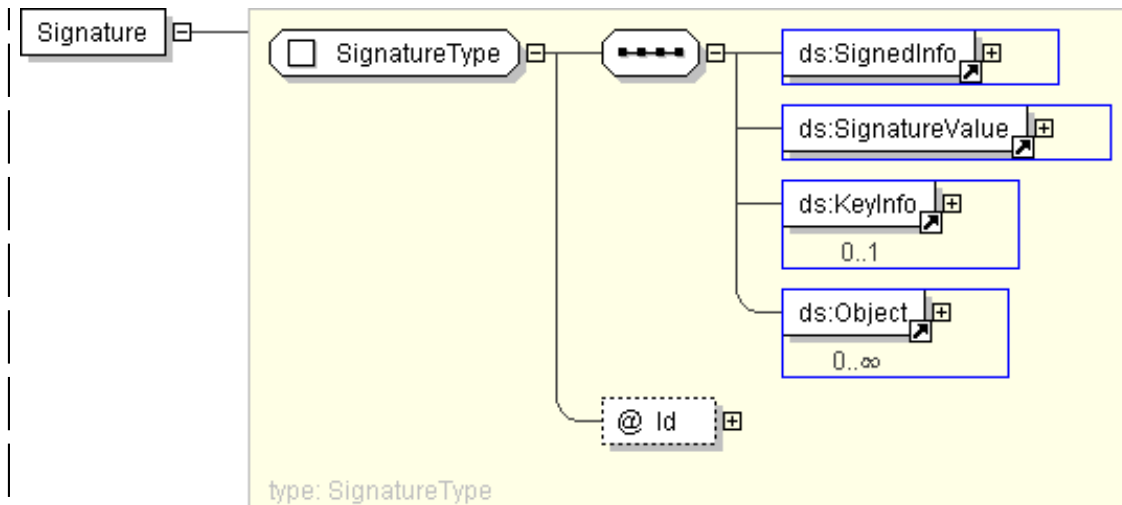 Signature
SignatureType
ds:SignedInfo
ds:SignatureValue
ds:KeyInfo
0..1
ds:Object
0..∞
@ Id
type: SignatureType